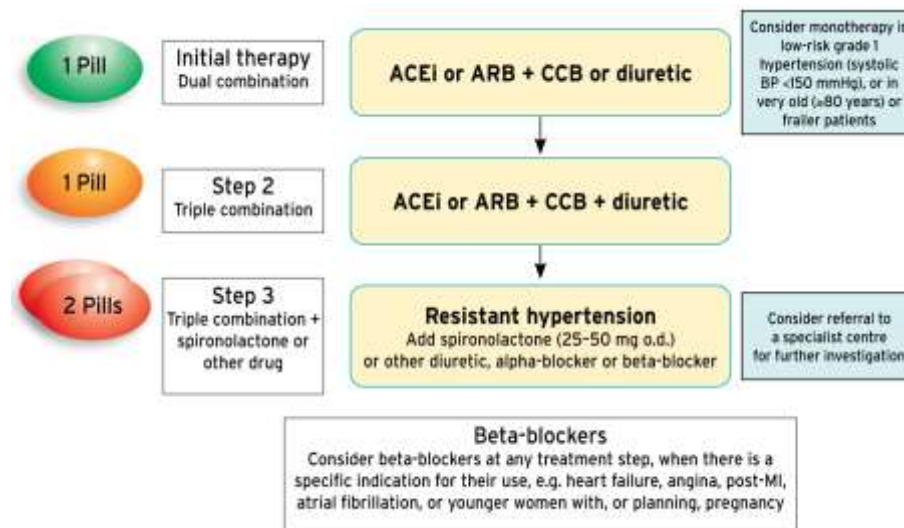 1 Pill
Initial therapy
Dual combination
ACEi or ARB + CCB or diuretic
Consider monotherapy in
low-risk grade 1
hypertension (systolic
BP <150 mmHg), or in
very old (≥80 years) or
frailer patients
1 Pill
Step 2
Triple combination
ACEi or ARB + CCB + diuretic
2 Pills
Step 3
Triple combination +
spironolactone or
other drug
Resistant hypertension
Add spironolactone (25–50 mg o.d.)
or other diuretic, alpha-blocker or beta-blocker
Consider referral to
a specialist centre
for further investigation
Beta-blockers
Consider beta-blockers at any treatment step, when there is a
specific indication for their use, e.g. heart failure, angina, post-MI,
atrial fibrillation, or younger women with, or planning, pregnancy